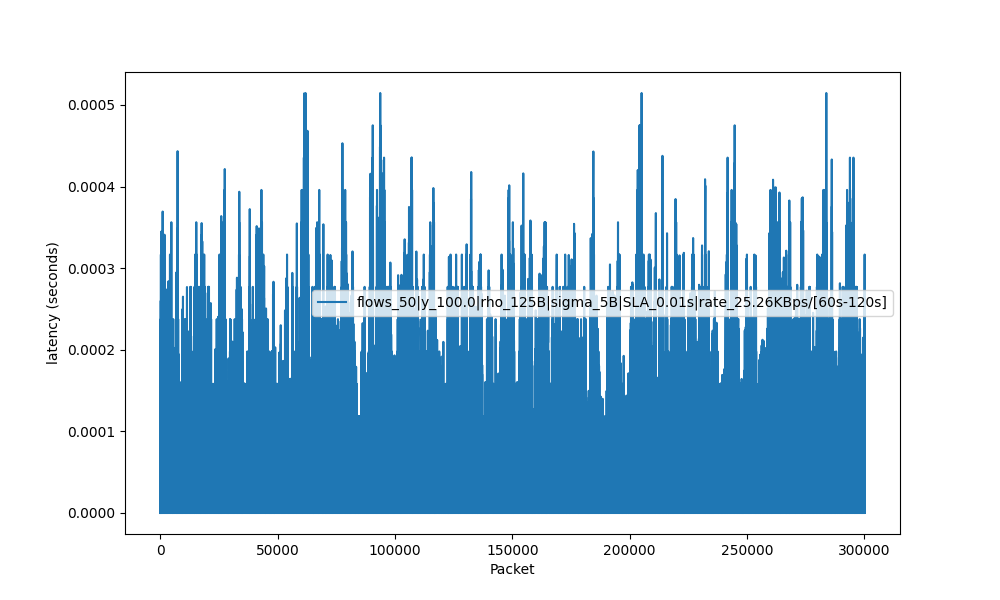 0.0005
0.0004
0.0003
0.0002
0.0001
0.0000
latency (seconds)
flows_50|y_100.0|rho_125B|sigma_5B|SLA_0.01s|rate_25.26KBps/[60s-120s]
0 50000 100000 150000 200000 250000 300000
Packet